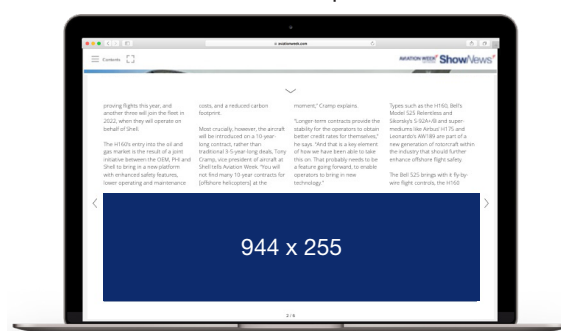 aviationweek.com
Contents
AVIATION WEEK ShowNews
proving flights this year, and
another three will join the fleet in
2022, when they will operate on
behalf of Shell.
The H160's entry into the oil and
gas market is the result of a joint
initiative between the OEM, PHI and
Shell to bring in a new platform
with enhanced safety features,
lower operating and maintenance
costs, and a reduced carbon
footprint.
Most crucially, however, the aircraft
will be introduced on a 10-year-
long contract, rather than
traditional 3-5-year-long deals, Tony
Cramp, vice president of aircraft at
Shell tells Aviation Week. "You will
not find many 10-year contracts for
[offshore helicopters] at the
moment," Cramp explains.
"Longer term contracts provide the
stability for the operators to obtain
better credit rates for themselves,"
he says. "And that is a key element
of how we have been able to take
this on. That probably needs to be
a feature going forward, to enable
operators to bring in new
technology."
Types such as the H160, Bell's
Model 525 Relentless and
Sikorsky's S-92A+/B and super-
mediums like Airbus' H175 and
Leonardo's AW189 are part of a
new generation of rotorcraft within
the industry that should further
enhance offshore flight safety.
The Bell 525 brings with it fly-by-
wire flight controls, the H160
944 x 255
2 / 6